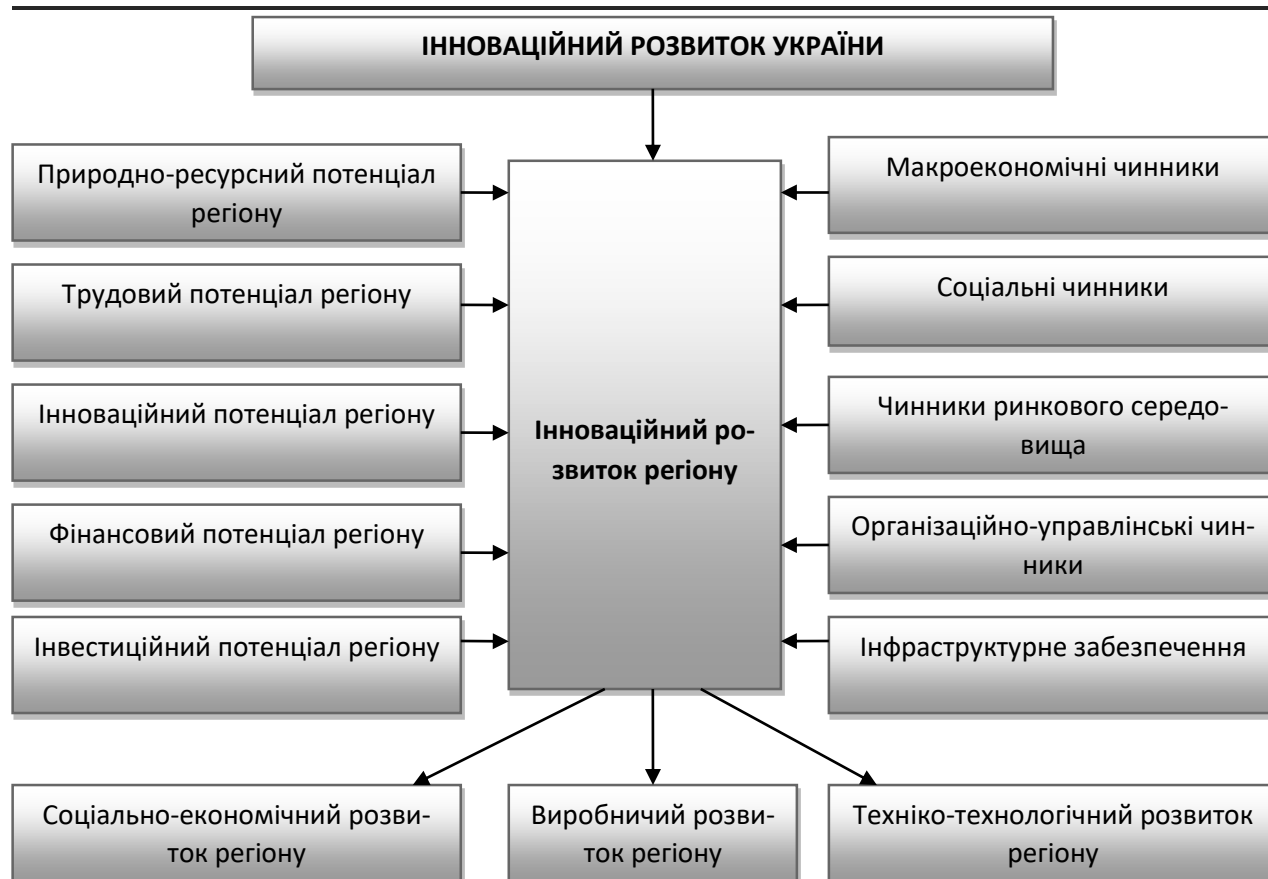 ІННОВАЦІЙНИЙ РОЗВИТОК УКРАЇНИ
Природно-ресурсний потенціал
регіону
Трудовий потенціал регіону
Інноваційний потенціал регіону
Фінансовий потенціал регіону
Інвестиційний потенціал регіону
Інноваційний ро-
звиток регіону
Макроекономічні чинники
Соціальні чинники
Чинники ринкового середо-
вища
Організаційно-управлінські чин-
ники
Інфраструктурне забезпечення
Соціально-економічний розви-
ток регіону
Виробничий розви-
ток регіону
Техніко-технологічний розвиток
регіону